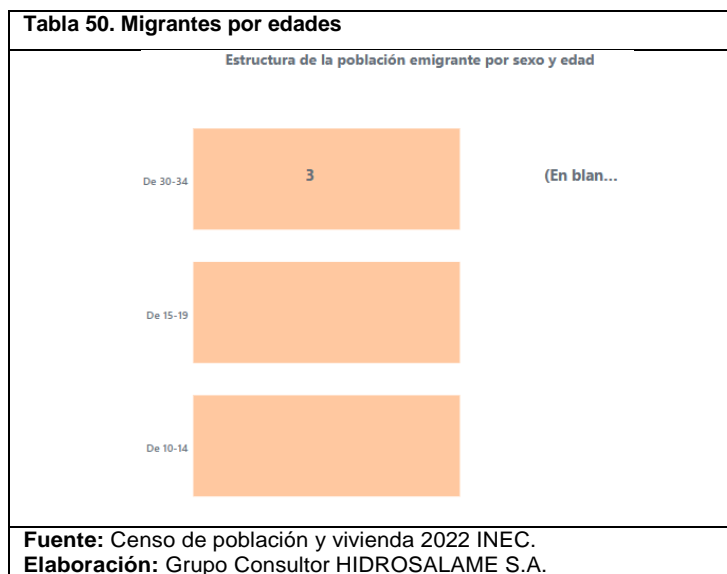 Tabla 50. Migrantes por edades
Estructura de la población emigrante por sexo y edad
De 30-34
3
(En blan...
De 15-19
De 10-14
Fuente: Censo de población y vivienda 2022 INEC.
Elaboración: Grupo Consultor HIDROSALAME S.A.